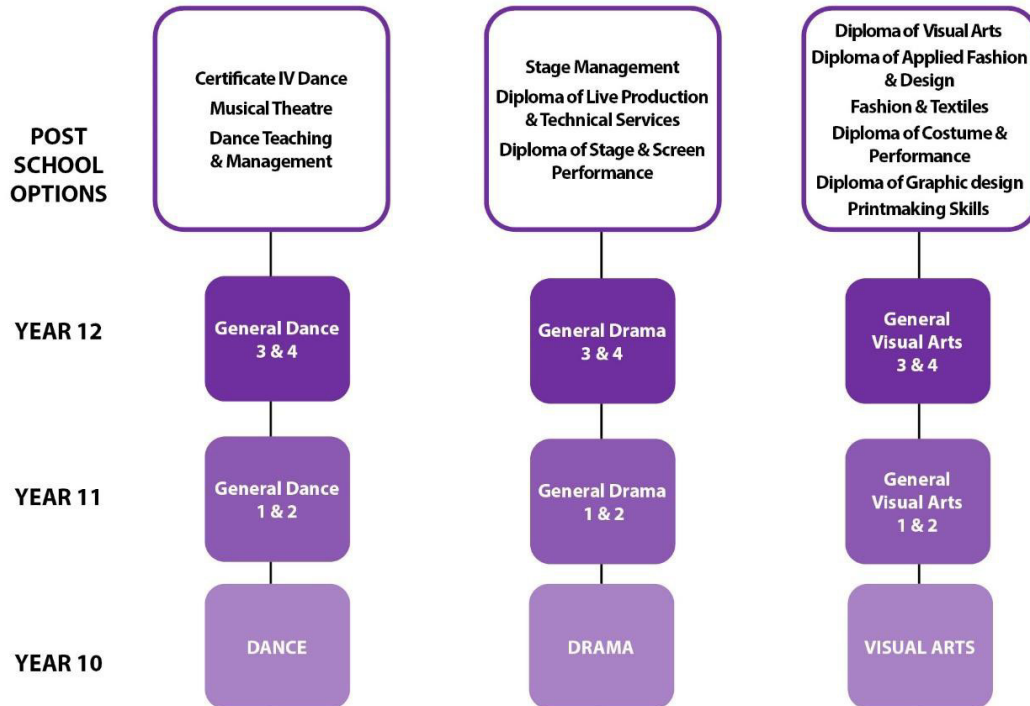 POST
SCHOOL
OPTIONS
Certificate IV Dance
Musical Theatre
Dance Teaching
& Management
Stage Management
Diploma of Live Production
& Technical Services
Diploma of Stage & Screen
Performance
Diploma of Visual Arts
Diploma of Applied Fashion
& Design
Fashion & Textiles
Diploma of Costume &
Performance
Diploma of Graphic design
Printmaking Skills
YEAR 12
General Dance
3 & 4
General Drama
3 & 4
General
Visual Arts
3 & 4
YEAR 11
General Dance
1 & 2
General Drama
1 & 2
General
Visual Arts
1 & 2
YEAR 10
DANCE
DRAMA
VISUAL ARTS